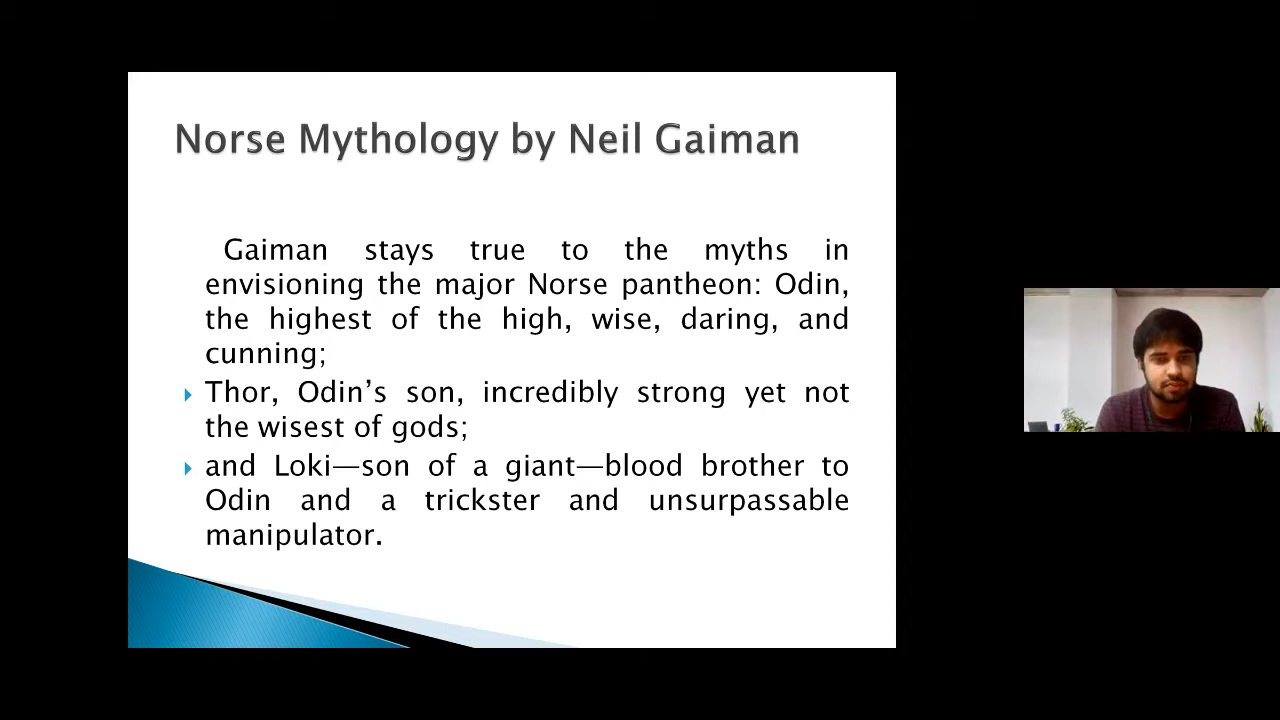 Norse Mythology by Neil Gaiman
Gaiman stays true to the myths in
envisioning the major Norse pantheon: Odin,
the highest of the high, wise, daring, and
cunning;
Thor, Odin’s son, incredibly strong yet not
the wisest of gods;
and Loki—son of a giant—blood brother to
Odin and a trickster and unsurpassable
manipulator.